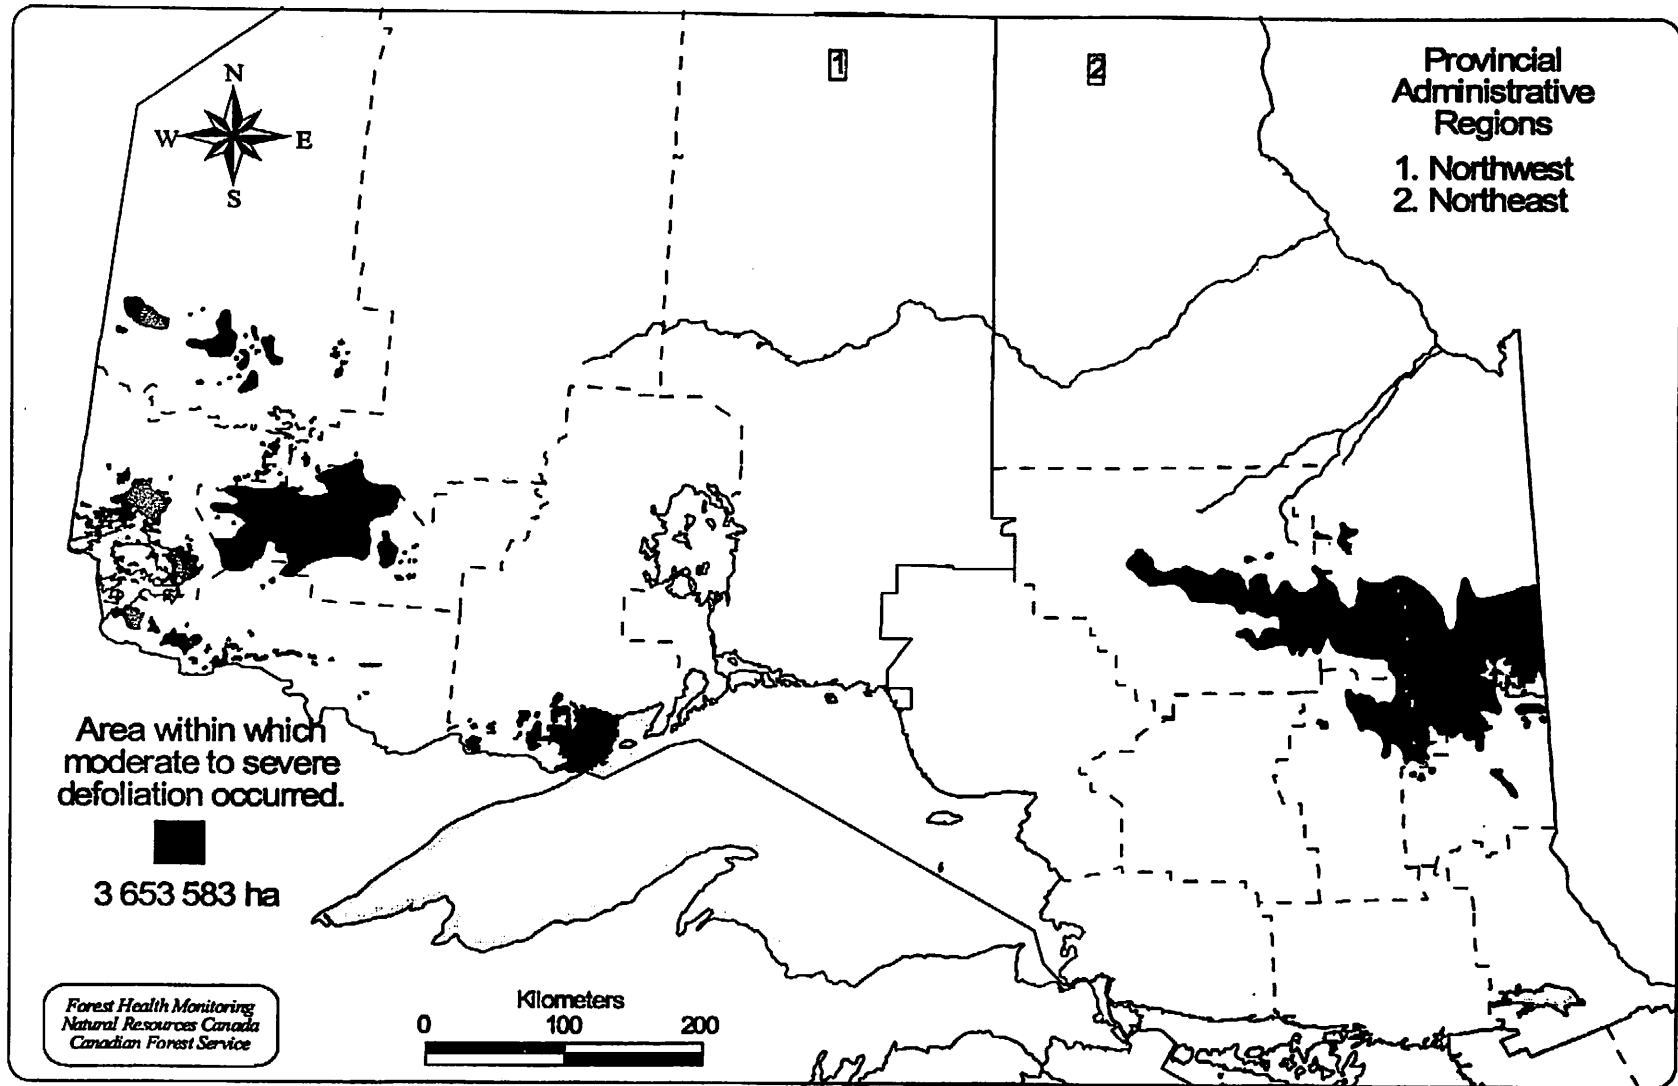 1
2
Provincial
Administrative
Regions
1. Northwest
2. Northeast
N
W
E
S
Area within which
moderate to severe
defoliation occurred.
3 653 583 ha
Forest Health Monitoring
Natural Resources Canada
Canadian Forest Service
Kilometers
0 100 200